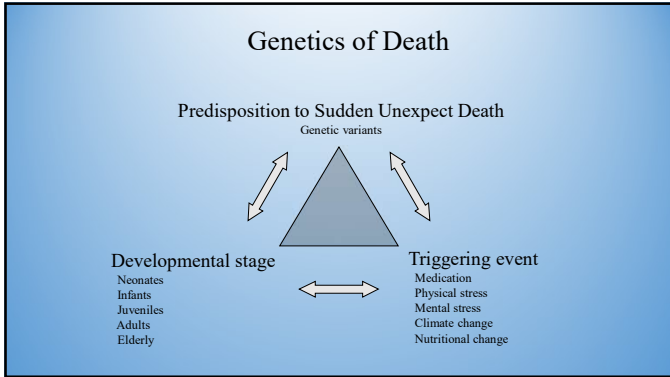 Genetics of Death
Predisposition to Sudden Unexpect Death
Genetic variants
Developmental stage
Neonates
Infants
Juveniles
Adults
Elderly
Triggering event
Medication
Physical stress
Mental stress
Climate change
Nutritional change